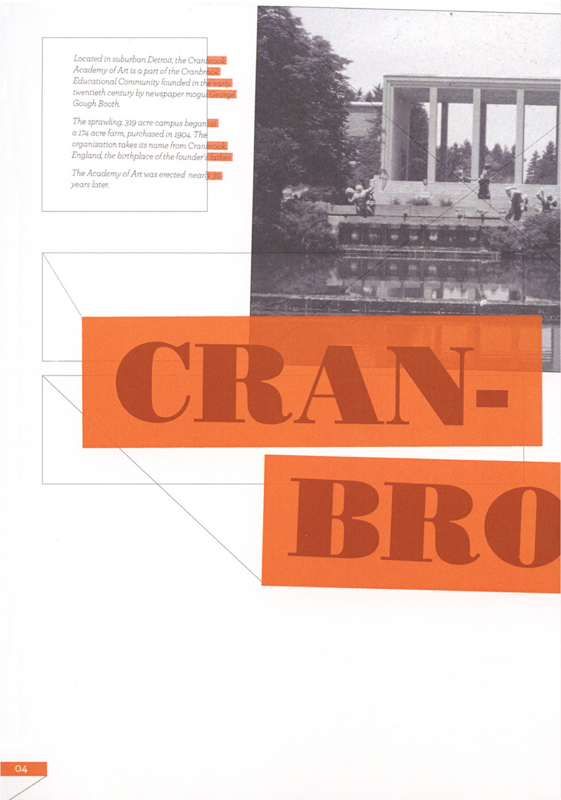 Located in suburban Detroit, the Cranbrook
Academy of Art is a part of the Cranbrook
Educational Community founded in the early
twentieth century by newspaper mogul George
Gough Booth.
The sprawling, 319 acre campus began as
a 174 acre farm, purchased in 1904. The
organization takes its name from Cranbrook
England, the birthplace of the founder's father.
The Academy of Art was erected nearly 30
years later.
CRAN-
BRO
04